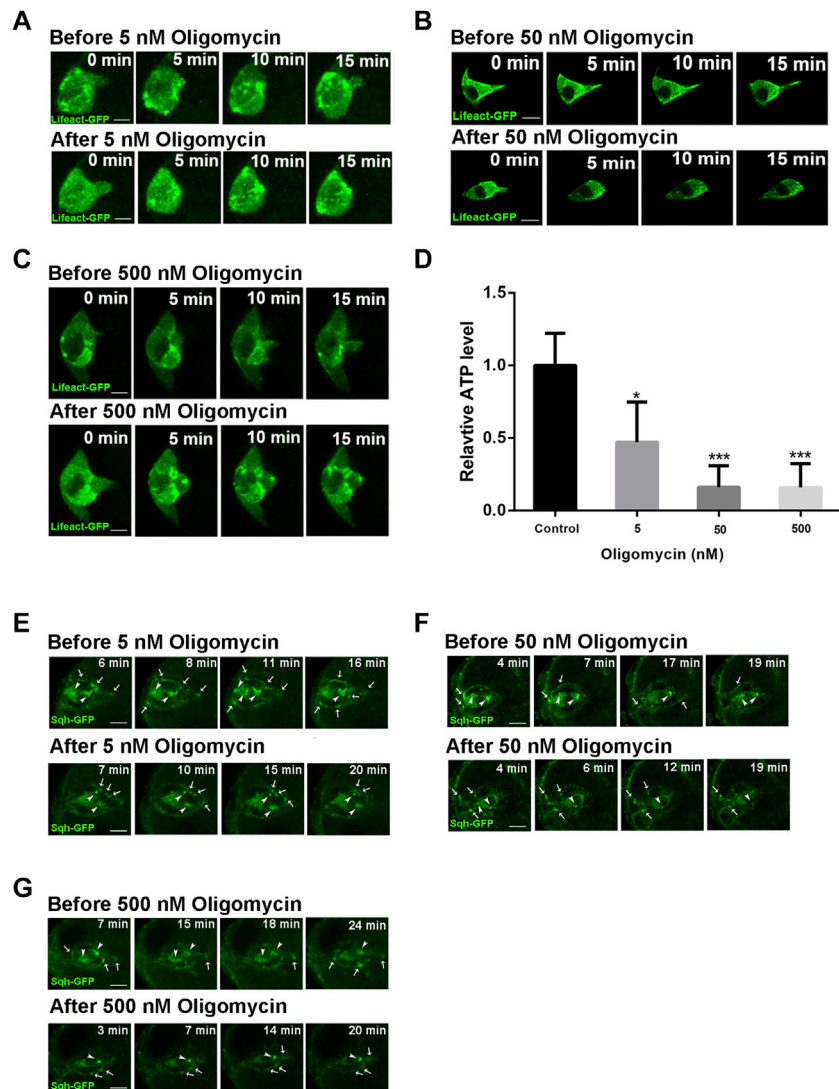 A
Before 5 nM Oligomycin
0 min 5 min 10 min 15 min
Lifeact-GFP
After 5 nM Oligomycin
0 min 5 min 10 min 15 min
Lifeact-GFP
B
Before 50 nM Oligomycin
0 min 5 min 10 min 15 min
Lifeact-GFP
After 50 nM Oligomycin
0 min 5 min 10 min 15 min
Lifeact-GFP
C
Before 500 nM Oligomycin
0 min 5 min 10 min 15 min
Lifeact-GFP
After 500 nM Oligomycin
0 min 5 min 10 min 15 min
Lifeact-GFP
D
Relavtive ATP level
1.5
1.0
0.5
0.0
*
***
***
Control 5 50 500
Oligomycin (nM)
E
Before 5 nM Oligomycin
6 min 8 min 11 min 16 min
Sqh-GFP
After 5 nM Oligomycin
7 min 10 min 15 min 20 min
Sqh-GFP
F
Before 50 nM Oligomycin
4 min 7 min 17 min 19 min
Sqh-GFP
After 50 nM Oligomycin
4 min 6 min 12 min 19 min
Sqh-GFP
G
Before 500 nM Oligomycin
7 min 15 min 18 min 24 min
Sqh-GFP
After 500 nM Oligomycin
3 min 7 min 14 min 20 min
Sqh-GFP